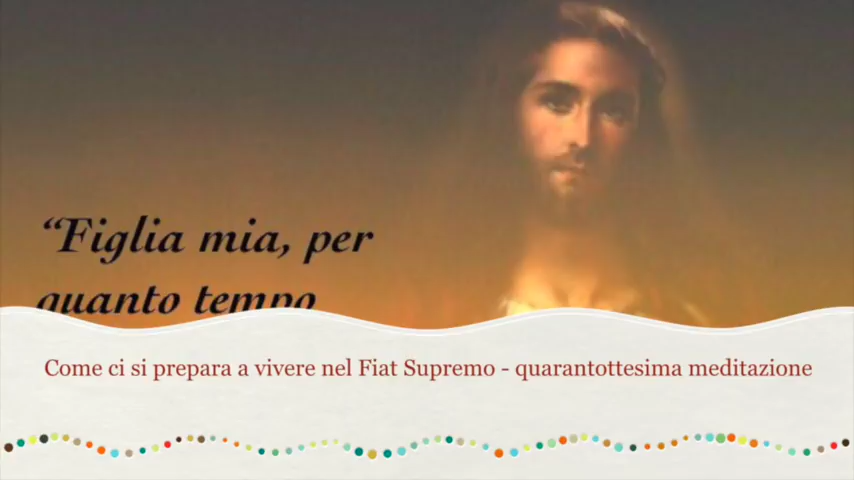 “Figlia mia, per
quanto tempo
Come ci si prepara a vivere nel Fiat Supremo - quarantottesima meditazione